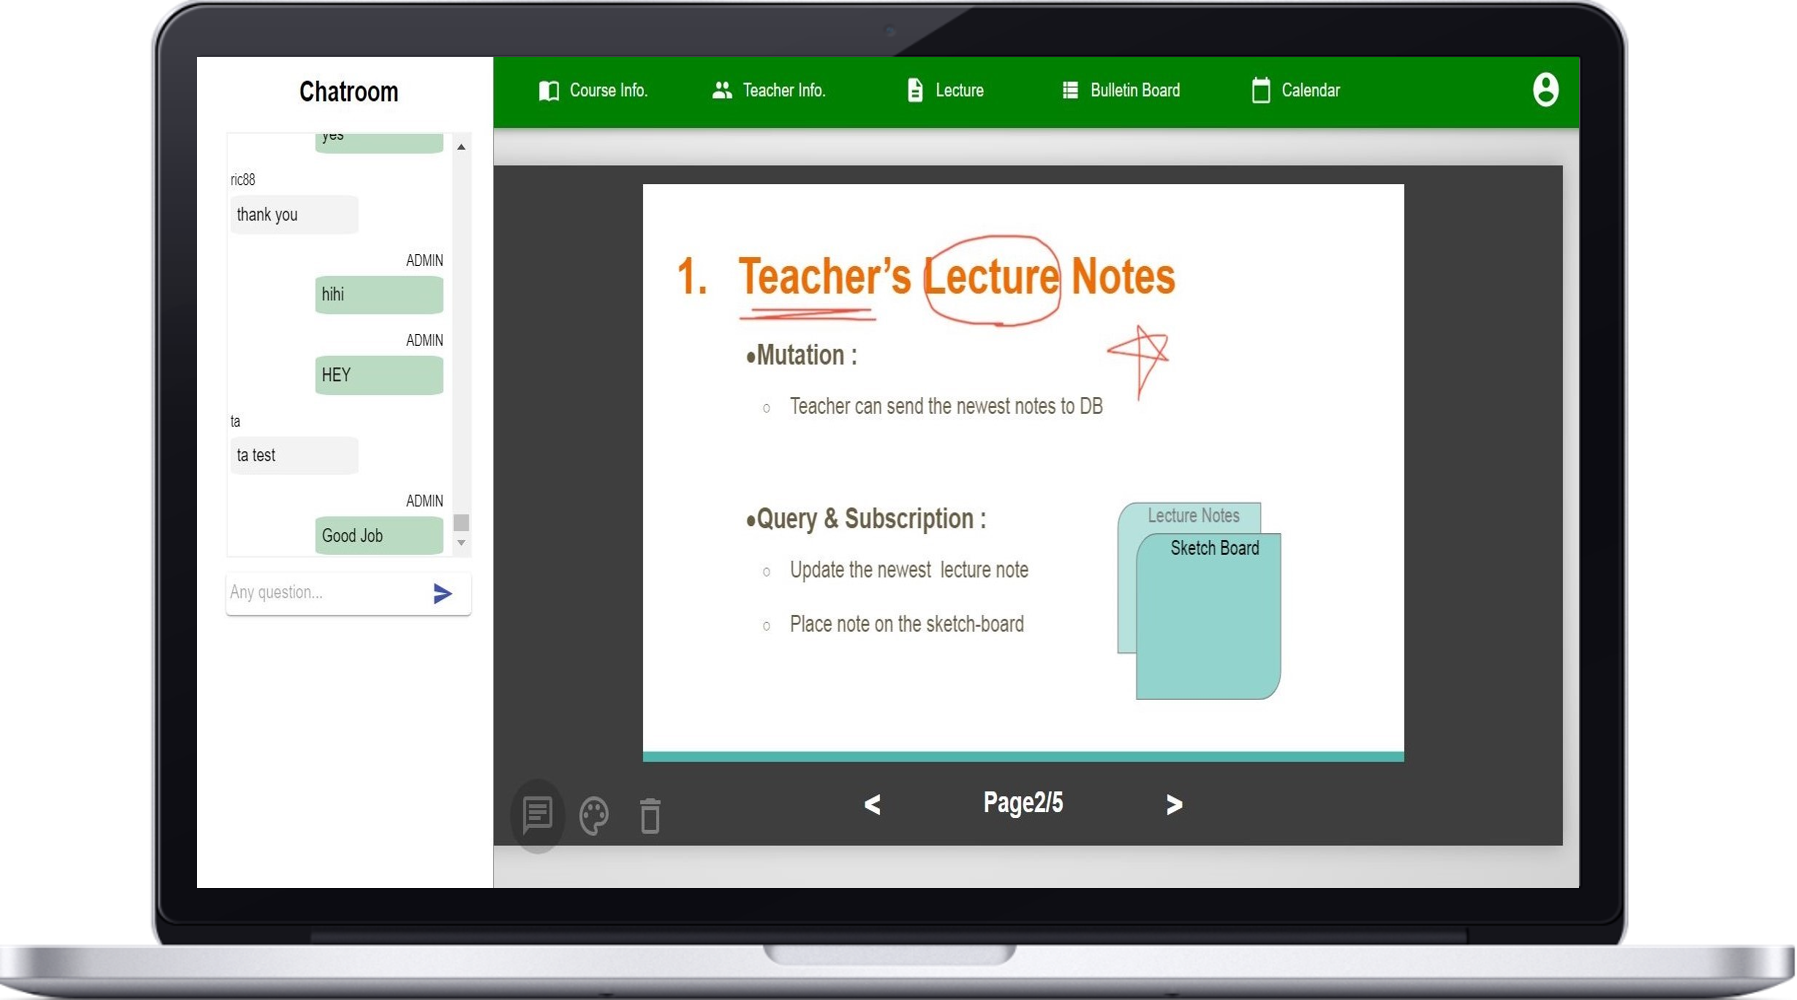 Chatroom
yes
ric88
thank you
ADMIN
hihi
ADMIN
HEY
ta
ta test
ADMIN
Good Job
Any question...
Course Info.
Teacher Info.
Lecture
Bulletin Board
Calendar
1. Teacher's Lecture Notes
●Mutation :
○ Teacher can send the newest notes to DB
●Query & Subscription :
○ Update the newest lecture note
○ Place note on the sketch-board
Lecture Notes
Sketch Board
< Page2/5 >